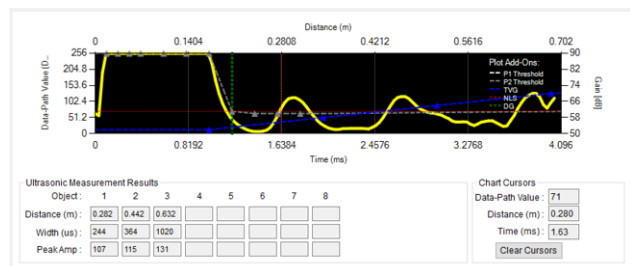 Distance (m)
0 0.1404 0.2808 0.4212 0.5616 0.702
256 90
204.8 82
153.6 74
102.4 66
51.2 58
0 50
Data-Path Value (D...
Gain [dB]
Plot Add-Ons:
P1 Threshold
P2 Threshold
TVG
NLS
DG
0 0.8192 1.6384 2.4576 3.2768 4.096
Time (ms)
Ultrasonic Measurement Results
Object: 1 2 3 4 5 6 7 8
Distance (m): 0.282 0.442 0.632
Width (us): 244 364 1020
Peak Amp: 107 115 131
Chart Cursors
Data-Path Value: 71
Distance (m): 0.280
Time (ms): 1.63
Clear Cursors